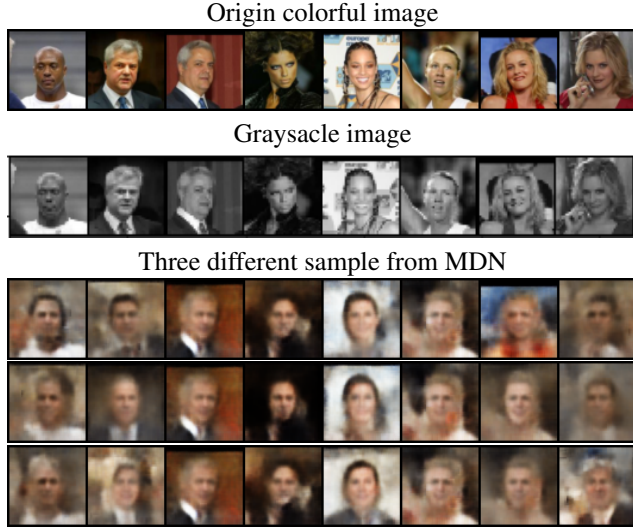 Origin colorful image
Graysacle image
Three different sample from MDN